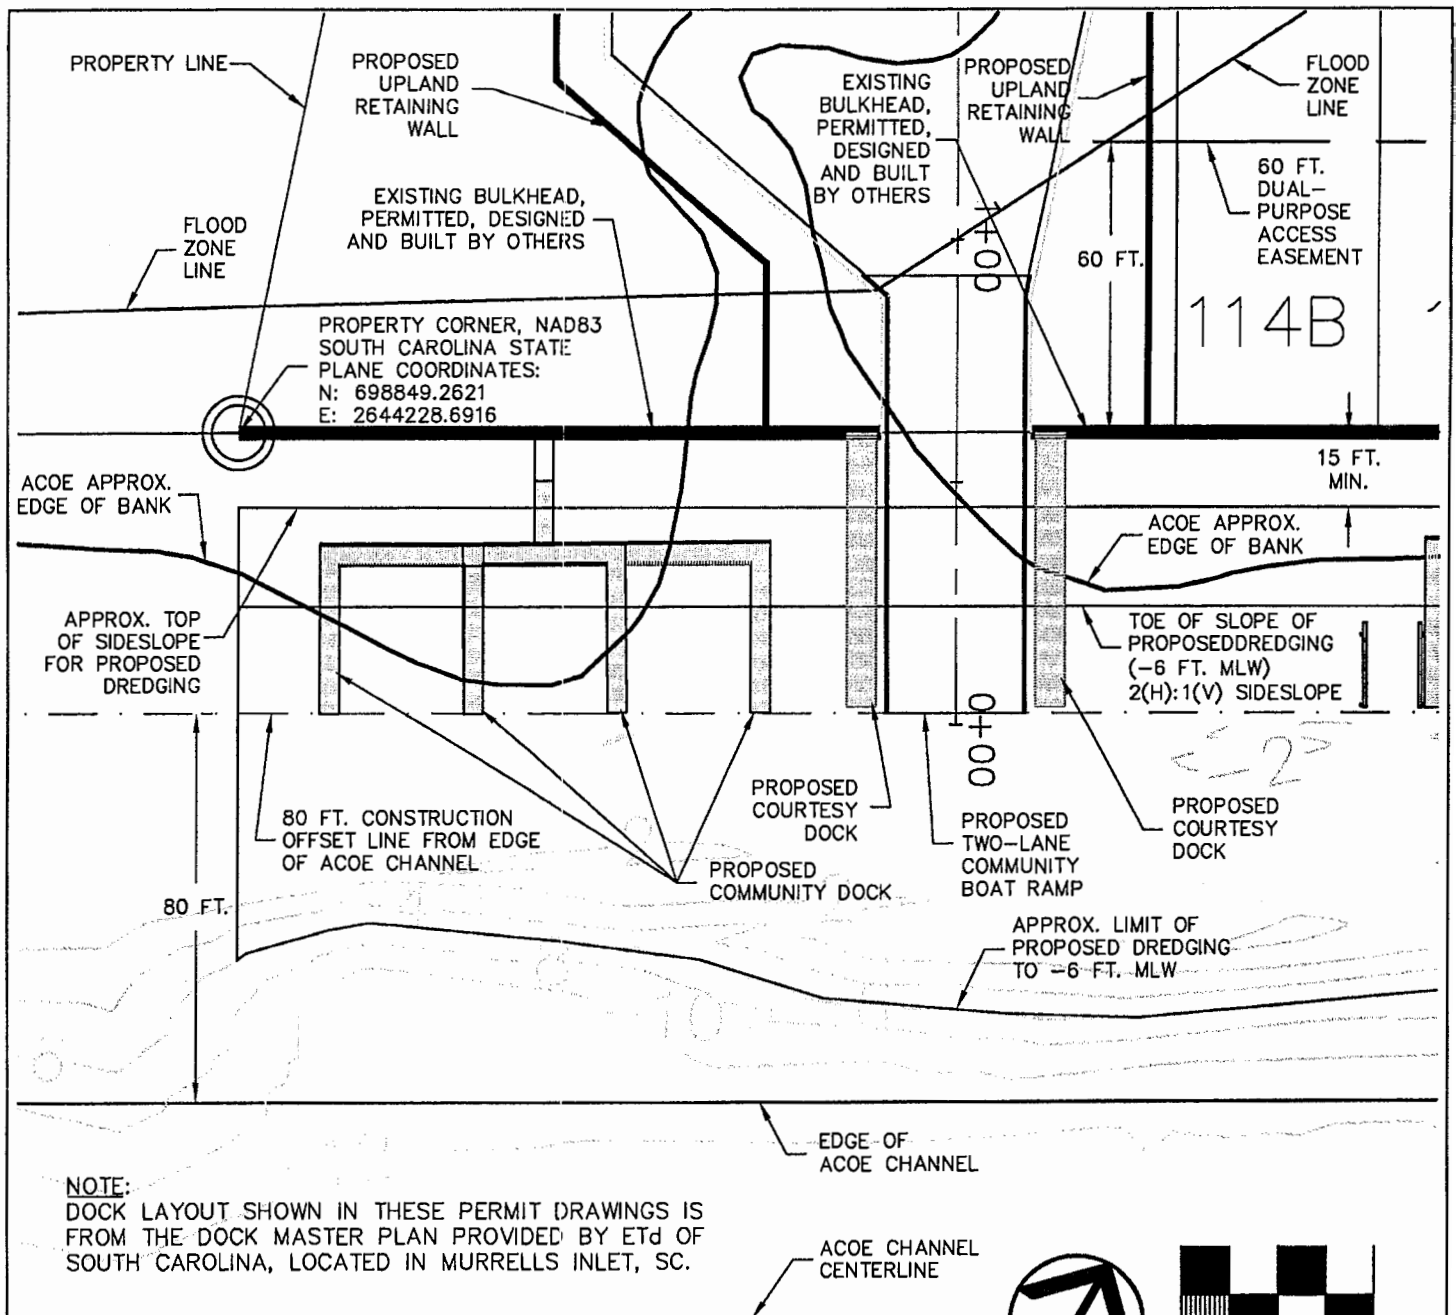 PROPERTY LINE
PROPOSED
UPLAND
RETAINING
WALL
EXISTING
BULKHEAD,
PERMITTED,
DESIGNED
AND BUILT
BY OTHERS
PROPOSED
UPLAND
RETAINING
WALL
FLOOD
ZONE
LINE
60 FT.
DUAL-
PURPOSE
ACCESS
EASEMENT
EXISTING BULKHEAD,
PERMITTED, DESIGNED
AND BUILT BY OTHERS
FLOOD
ZONE
LINE
1+00
60 FT.
114B
PROPERTY CORNER, NAD83
SOUTH CAROLINA STATE
PLANE COORDINATES:
N: 698849.2621
E: 2644228.6916
15 FT.
MIN.
ACOE APPROX.
EDGE OF BANK
ACOE APPROX.
EDGE OF BANK
APPROX. TOP
OF SIDESLOPE
FOR PROPOSED
DREDGING
TOE OF SLOPE OF
PROPOSEDDREDGING
(-6 FT. MLW)
2(H):1(V) SIDESLOPE
0+00
-2
80 FT. CONSTRUCTION
OFFSET LINE FROM EDGE
OF ACOE CHANNEL
PROPOSED
COURTESY
DOCK
PROPOSED
TWO-LANE
COMMUNITY
BOAT RAMP
PROPOSED
COURTESY
DOCK
PROPOSED
COMMUNITY DOCK
80 FT.
APPROX. LIMIT OF
PROPOSED DREDGING
TO -6 FT. MLW
10
EDGE OF
ACOE CHANNEL
NOTE:
DOCK LAYOUT SHOWN IN THESE PERMIT DRAWINGS IS
FROM THE DOCK MASTER PLAN PROVIDED BY ETd OF
SOUTH CAROLINA, LOCATED IN MURRELLS INLET, SC.
ACOE CHANNEL
CENTERLINE